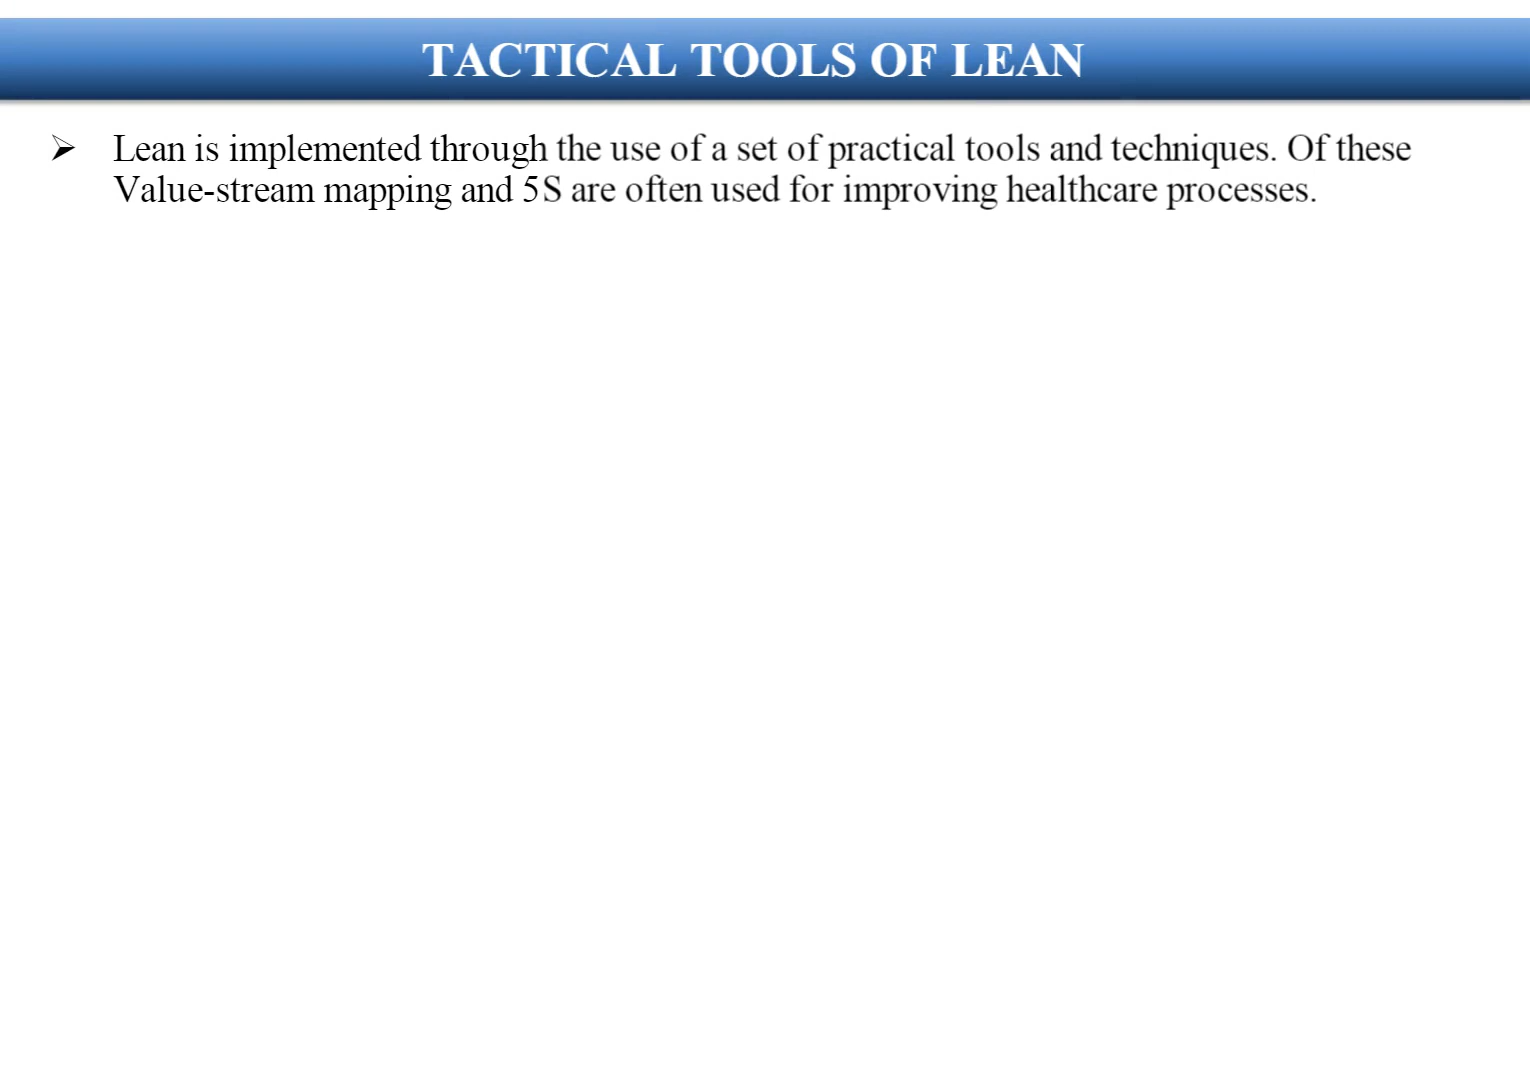 TACTICAL TOOLS OF LEAN
Lean is implemented through the use of a set of practical tools and techniques. Of these
Value-stream mapping and 5S are often used for improving healthcare processes.